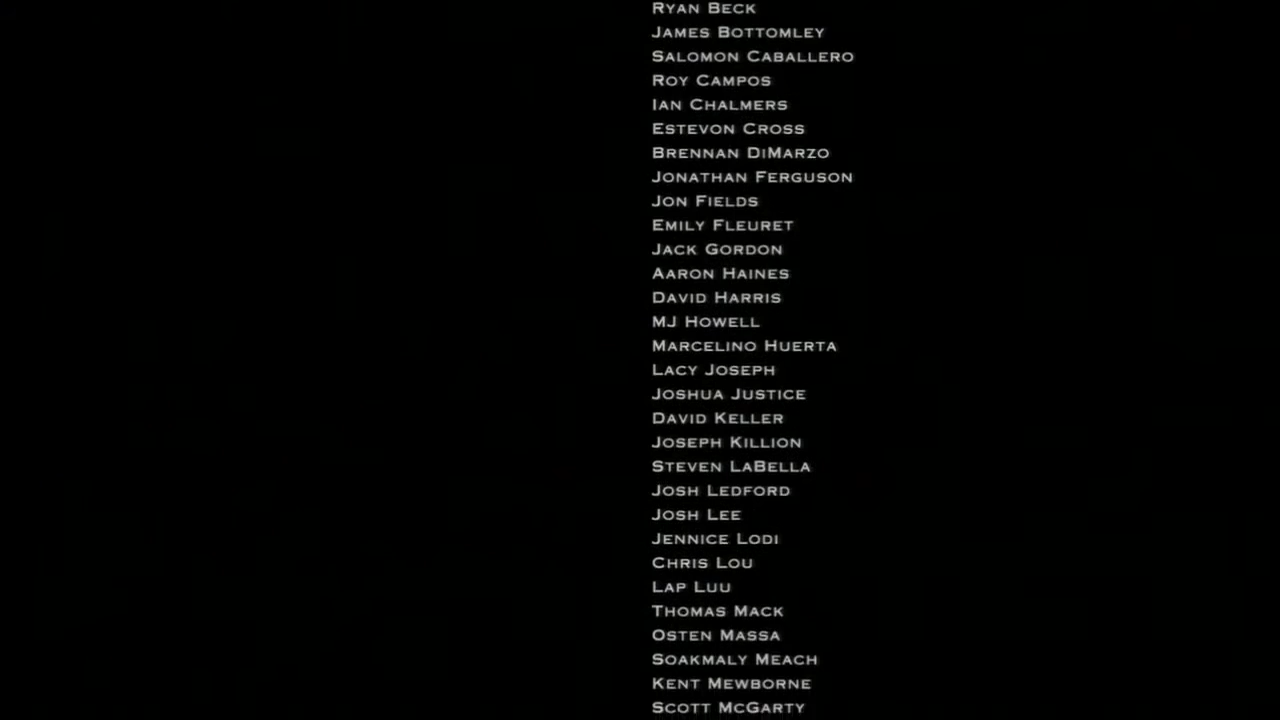 Ryan Beck
James Bottomley
Salomon Caballero
Roy Campos
Ian Chalmers
Estevon Cross
Brennan DiMarzo
Jonathan Ferguson
Jon Fields
Emily Fleuret
Jack Gordon
Aaron Haines
David Harris
MJ Howell
Marcelino Huerta
Lacy Joseph
Joshua Justice
David Keller
Joseph Killion
Steven LaBella
Josh Ledford
Josh Lee
Jennice Lodi
Chris Lou
Lap Luu
Thomas Mack
Osten Massa
Soakmaly Meach
Kent Mewborne
Scott McGarty